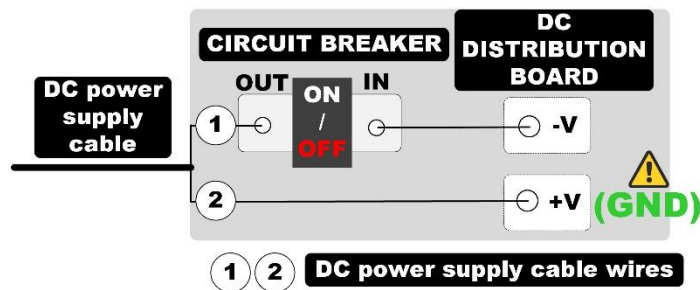 CIRCUIT BREAKER
DC
DISTRIBUTION
BOARD
DC power
supply
cable
OUT
ON
/
OFF
IN
1
-V
2
+V
(GND)
1 2 DC power supply cable wires